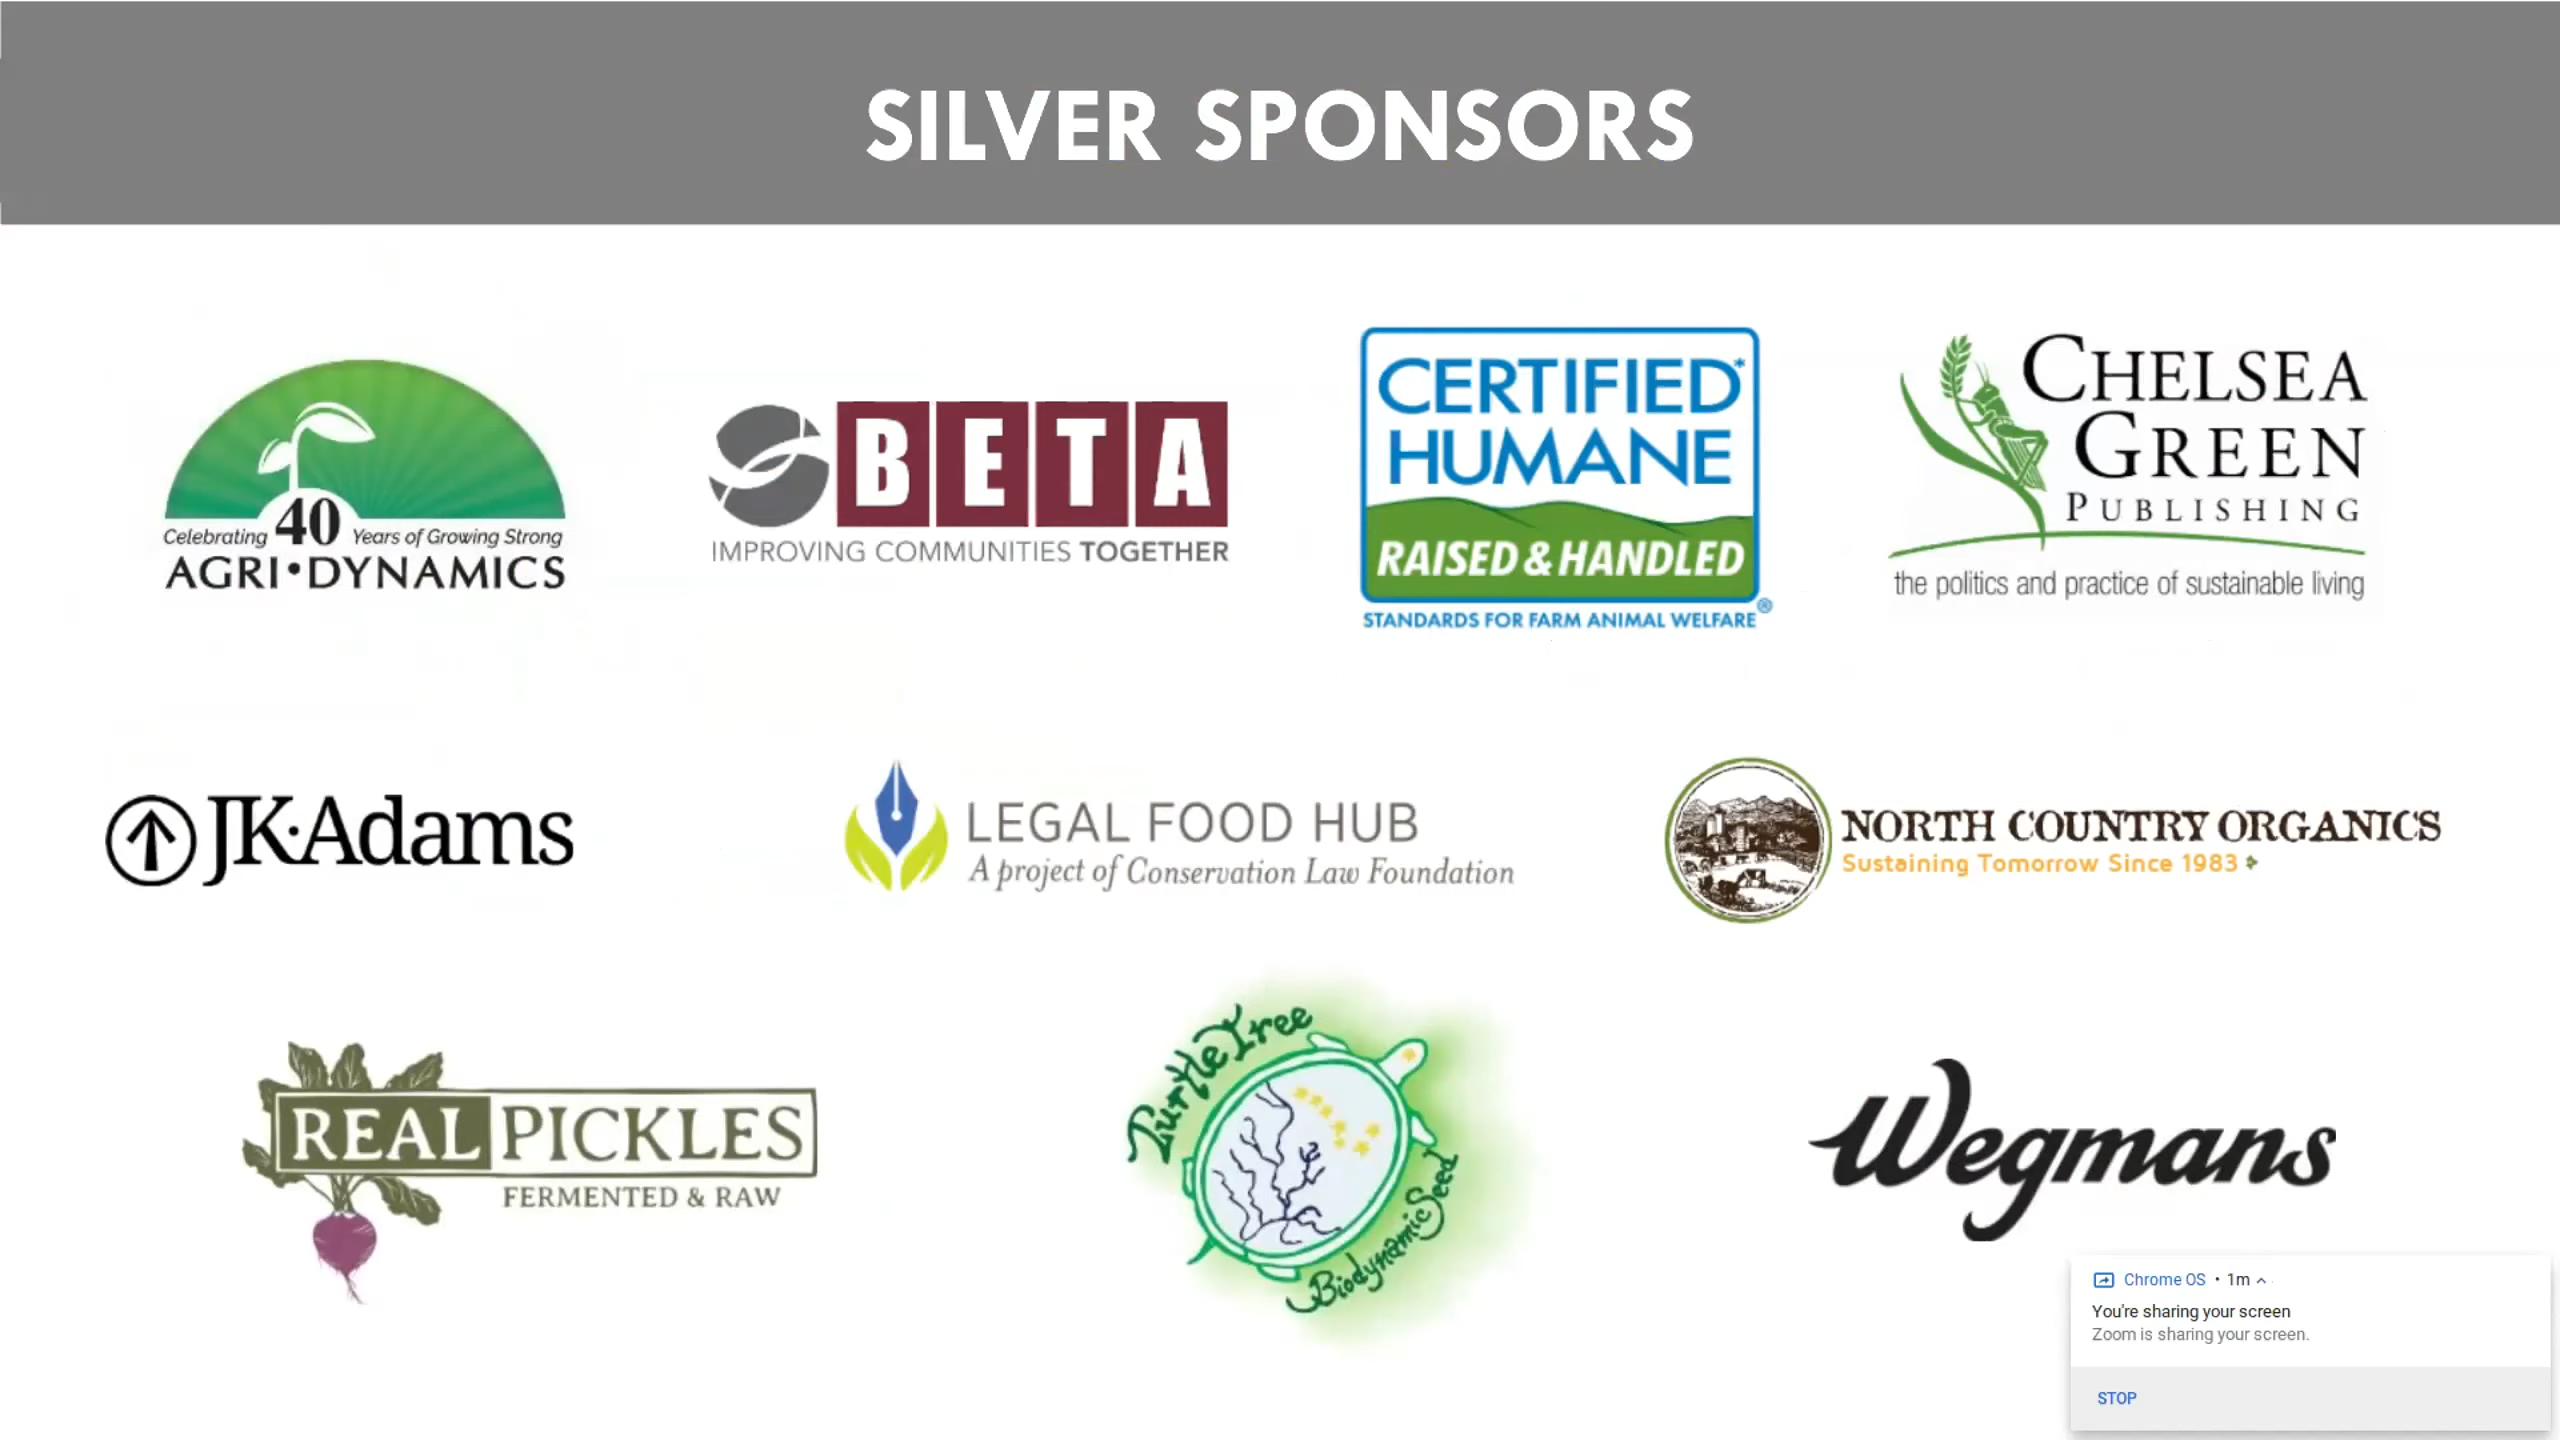 SILVER SPONSORS
Celebrating 40 Years of Growing Strong
AGRI•DYNAMICS
BETA
IMPROVING COMMUNITIES TOGETHER
CERTIFIED*
HUMANE
RAISED & HANDLED
STANDARDS FOR FARM ANIMAL WELFARE®
CHELSEA
GREEN
PUBLISHING
the politics and practice of sustainable living
JK·Adams
LEGAL FOOD HUB
A project of Conservation Law Foundation
NORTH COUNTRY ORGANICS
Sustaining Tomorrow Since 1983
REAL PICKLES
FERMENTED & RAW
Turtle Tree
Biodynamic Seed
Wegmans
Chrome OS • 1m
You're sharing your screen
Zoom is sharing your screen.
STOP